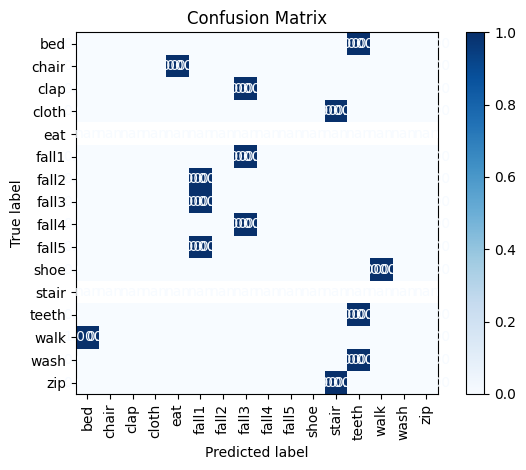 Confusion Matrix
True label
bed
chair
clap
cloth
eat
fall1
fall2
fall3
fall4
fall5
shoe
stair
teeth
walk
wash
zip
bed
chair
clap
cloth
eat
fall1
fall2
fall3
fall4
fall5
shoe
stair
teeth
walk
wash
zip
Predicted label
1.0
0.8
0.6
0.4
0.2
0.0